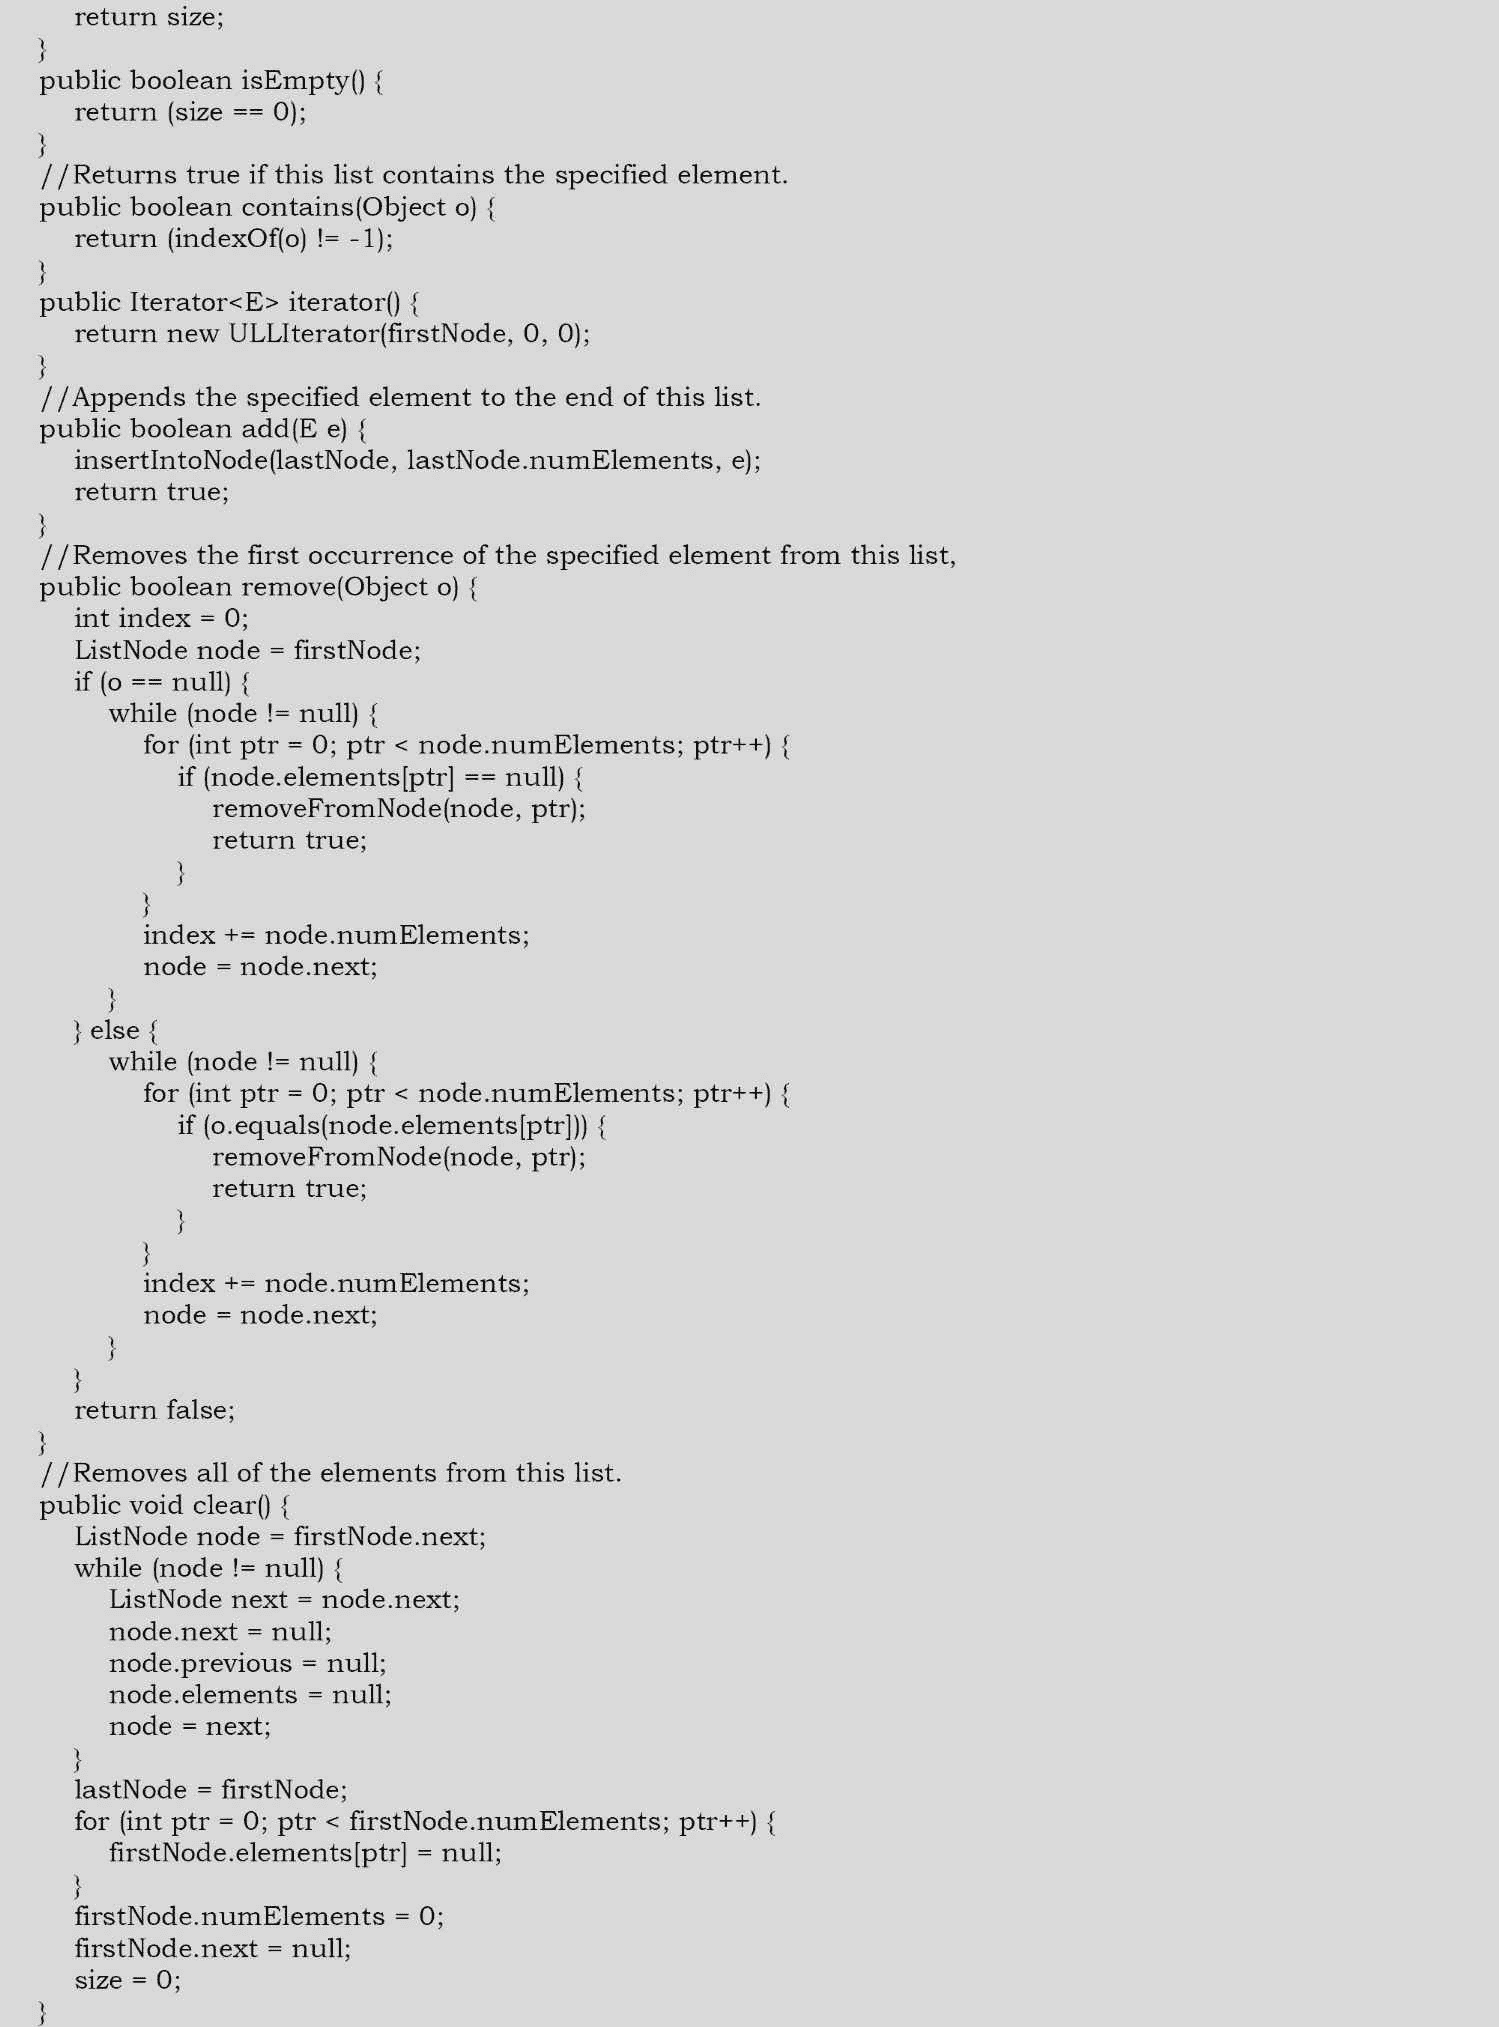 return size;
}
public boolean isEmpty() {
return (size == 0);
}
//Returns true if this list contains the specified element.
public boolean contains(Object o) {
return (indexOf(o) != -1);
}
public Iterator<E> iterator() {
return new ULLIterator(firstNode, 0, 0);
}
//Appends the specified element to the end of this list.
public boolean add(E e) {
insertIntoNode(lastNode, lastNode.numElements, e);
return true;
}
//Removes the first occurrence of the specified element from this list,
public boolean remove(Object o) {
int index = 0;
ListNode node = firstNode;
if (o == null) {
while (node != null) {
for (int ptr = 0; ptr < node.numElements; ptr++) {
if (node.elements[ptr] == null) {
removeFromNode(node, ptr);
return true;
}
}
index += node.numElements;
node = node.next;
}
} else {
while (node != null) {
for (int ptr = 0; ptr < node.numElements; ptr++) {
if (o.equals(node.elements[ptr])) {
removeFromNode(node, ptr);
return true;
}
}
index += node.numElements;
node = node.next;
}
}
return false;
}
//Removes all of the elements from this list.
public void clear() {
ListNode node = firstNode.next;
while (node != null) {
ListNode next = node.next;
node.next = null;
node.previous = null;
node.elements = null;
node = next;
}
lastNode = firstNode;
for (int ptr = 0; ptr < firstNode.numElements; ptr++) {
firstNode.elements[ptr] = null;
}
firstNode.numElements = 0;
firstNode.next = null;
size = 0;
}